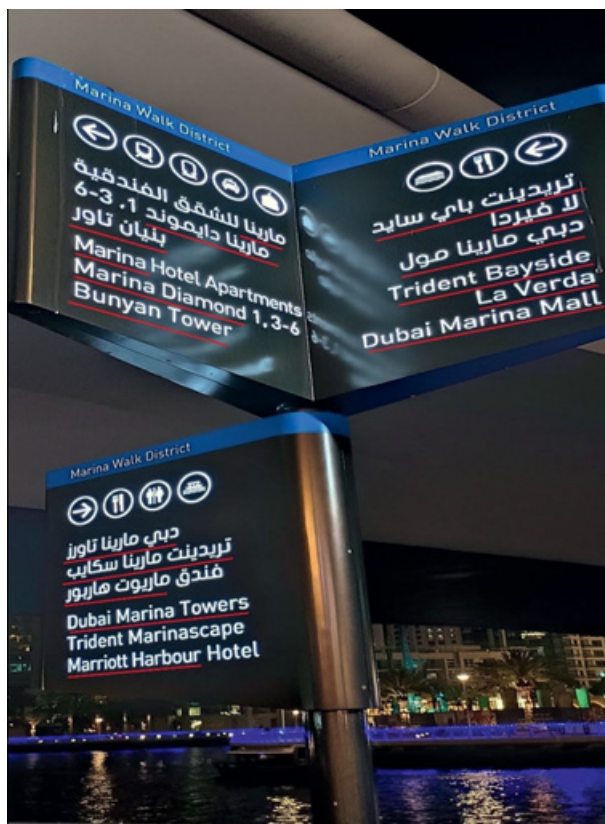 Marina Walk District
مارينا للشقق الفندقية
مارينا دايموند 1، 3-6
بنيان تاور
Marina Hotel Apartments
Marina Diamond 1, 3-6
Bunyan Tower
Marina Walk District
تريدينت باي سايد
لا فيردا
دبي مارينا مول
Trident Bayside
La Verda
Dubai Marina Mall
Marina Walk District
دبي مارينا تاورز
تريدينت مارينا سكايب
فندق ماريوت هاربور
Dubai Marina Towers
Trident Marinascape
Marriott Harbour Hotel